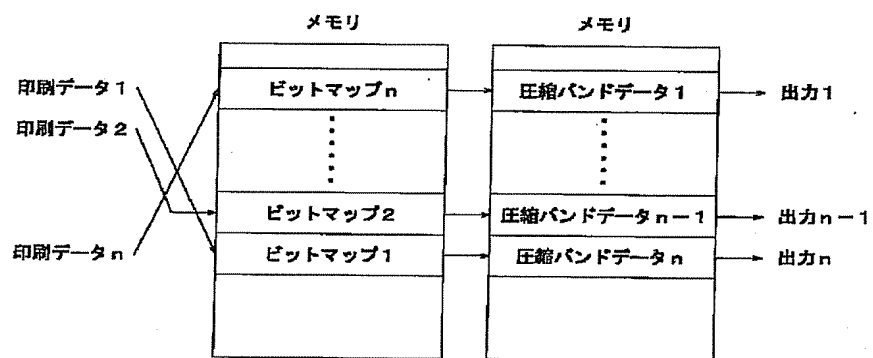 メモリ
メモリ
印刷データ1
印刷データ2
印刷データn
ビットマップn
ビットマップ2
ビットマップ1
圧縮バンドデータ1
圧縮バンドデータn-1
圧縮バンドデータn
出力1
出力n-1
出力n